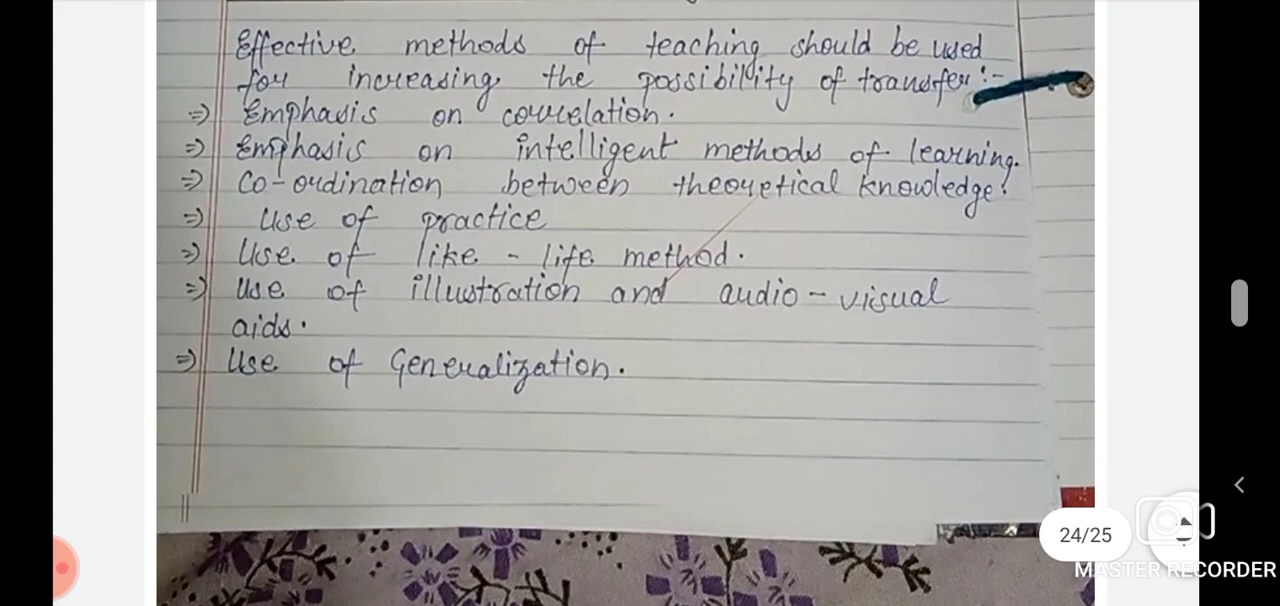 Effective methods of teaching should be used
for increasing the possibility of transfer:-
=> Emphasis on correlation.
=> Emphasis on intelligent methods of learning.
=> Co-ordination between theoretical knowledge.
=> Use of practice
=> Use of like - life method.
=> Use of illustration and audio - visual
aids.
=> Use of Generalization.
24/25
MASTER RECORDER